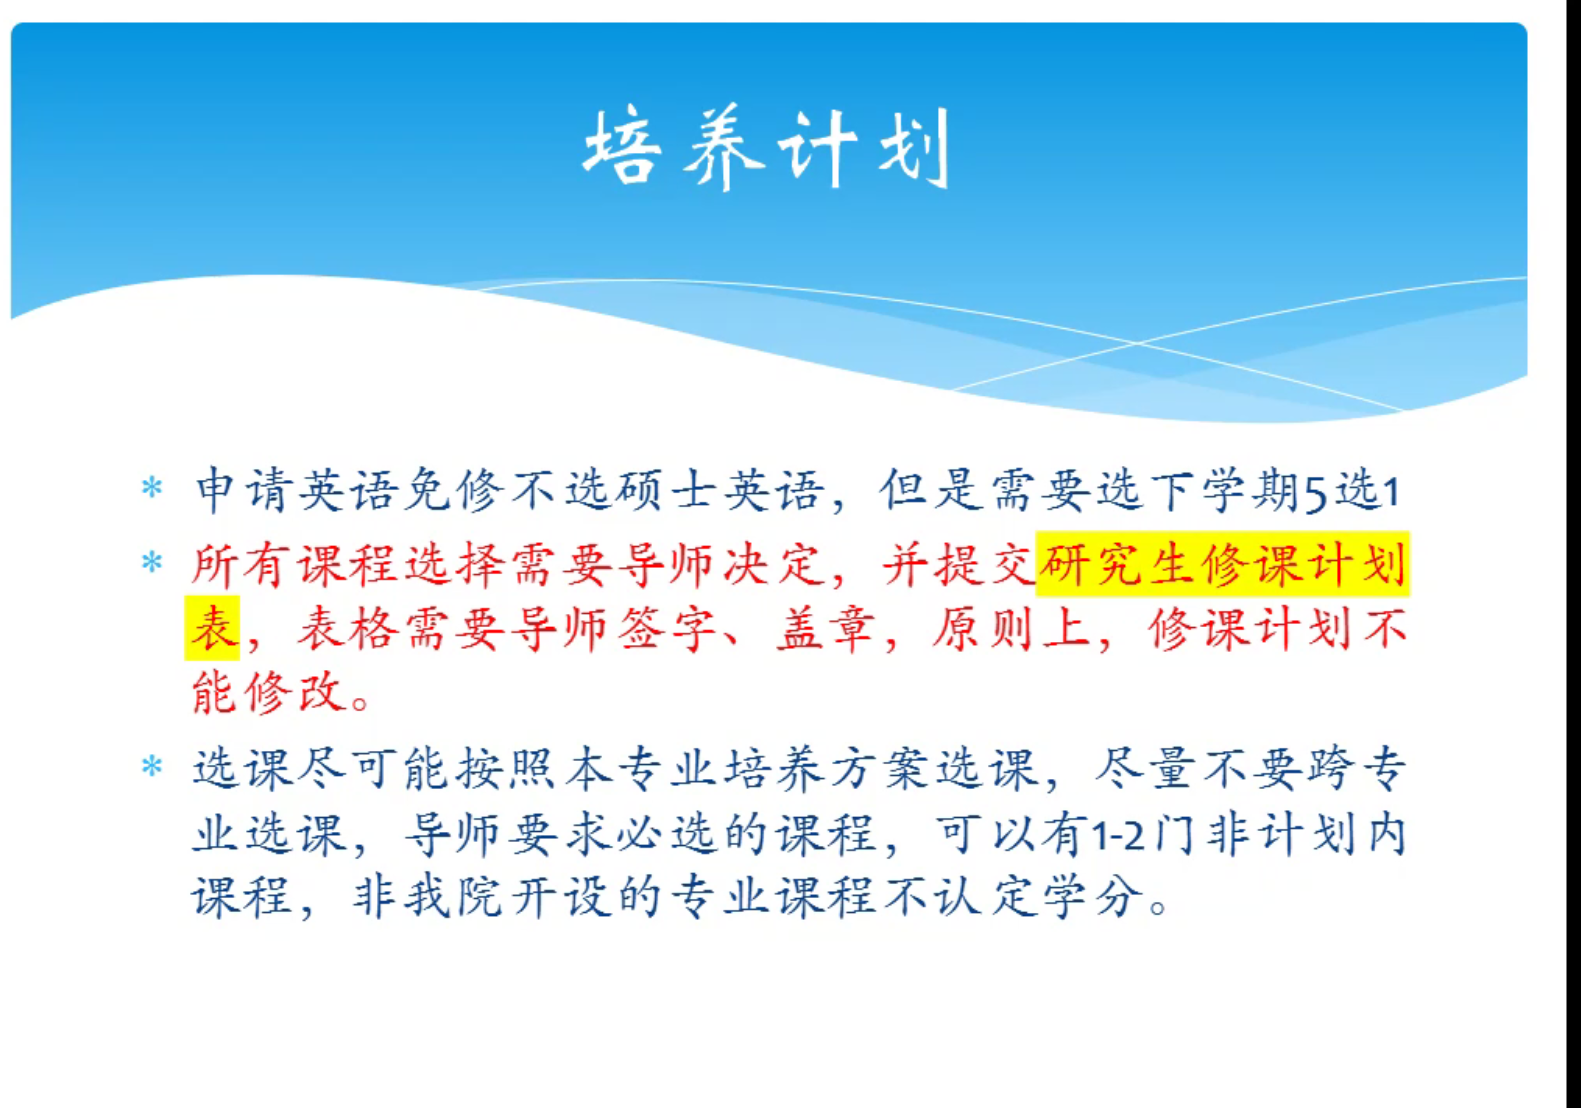 培养计划
* 申请英语免修不选硕士英语，但是需要选下学期5选1
* 所有课程选择需要导师决定，并提交研究生修课计划
表，表格需要导师签字、盖章，原则上，修课计划不
能修改。
* 选课尽可能按照本专业培养方案选课，尽量不要跨专
业选课，导师要求必选的课程，可以有1-2门非计划内
课程，非我院开设的专业课程不认定学分。